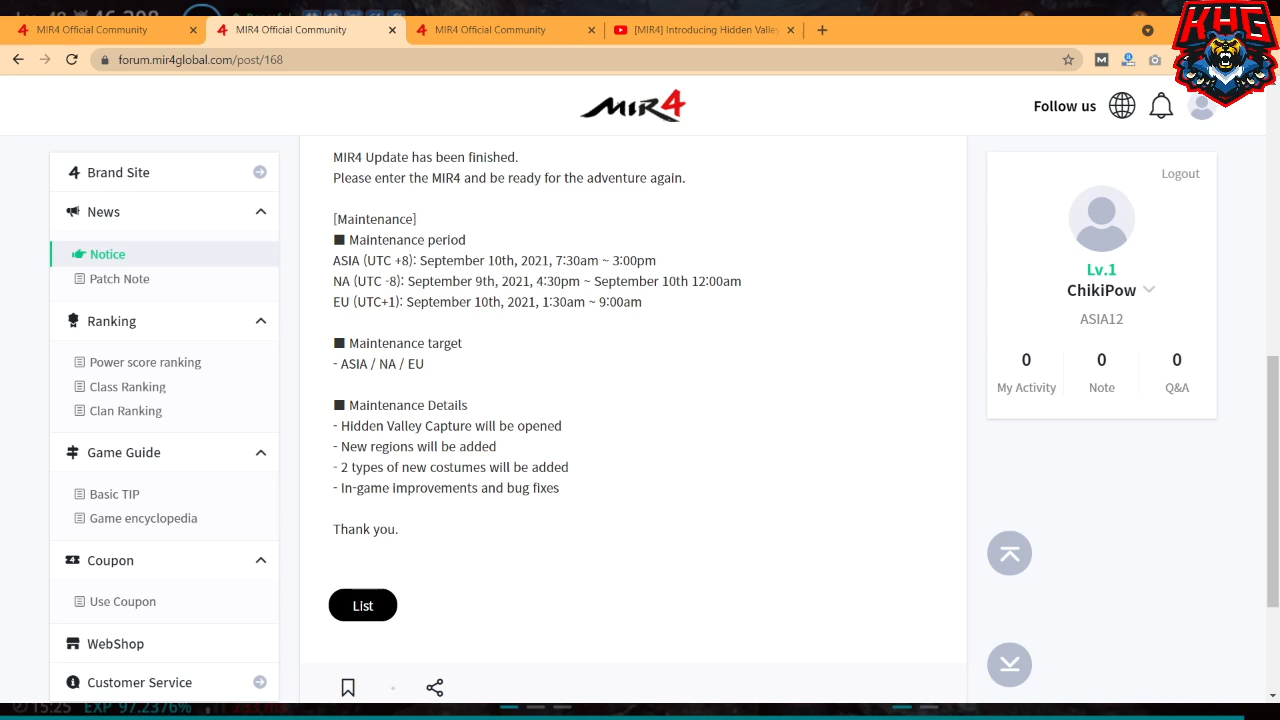 MIR4 Official Community
MIR4 Official Community
MIR4 Official Community
[MIR4] Introducing Hidden Valley
forum.mir4global.com/post/168
KHG
MIR4
Follow us
Brand Site
News
Notice
Patch Note
Ranking
Power score ranking
Class Ranking
Clan Ranking
Game Guide
Basic TIP
Game encyclopedia
Coupon
Use Coupon
WebShop
Customer Service
MIR4 Update has been finished.
Please enter the MIR4 and be ready for the adventure again.
[Maintenance]
■ Maintenance period
ASIA (UTC +8): September 10th, 2021, 7:30am ~ 3:00pm
NA (UTC -8): September 9th, 2021, 4:30pm ~ September 10th 12:00am
EU (UTC+1): September 10th, 2021, 1:30am ~ 9:00am
■ Maintenance target
- ASIA / NA / EU
■ Maintenance Details
- Hidden Valley Capture will be opened
- New regions will be added
- 2 types of new costumes will be added
- In-game improvements and bug fixes
Thank you.
List
Logout
Lv.1
ChikiPow
ASIA12
0 0 0
My Activity Note Q&A
15:25 EXP 97.2376%